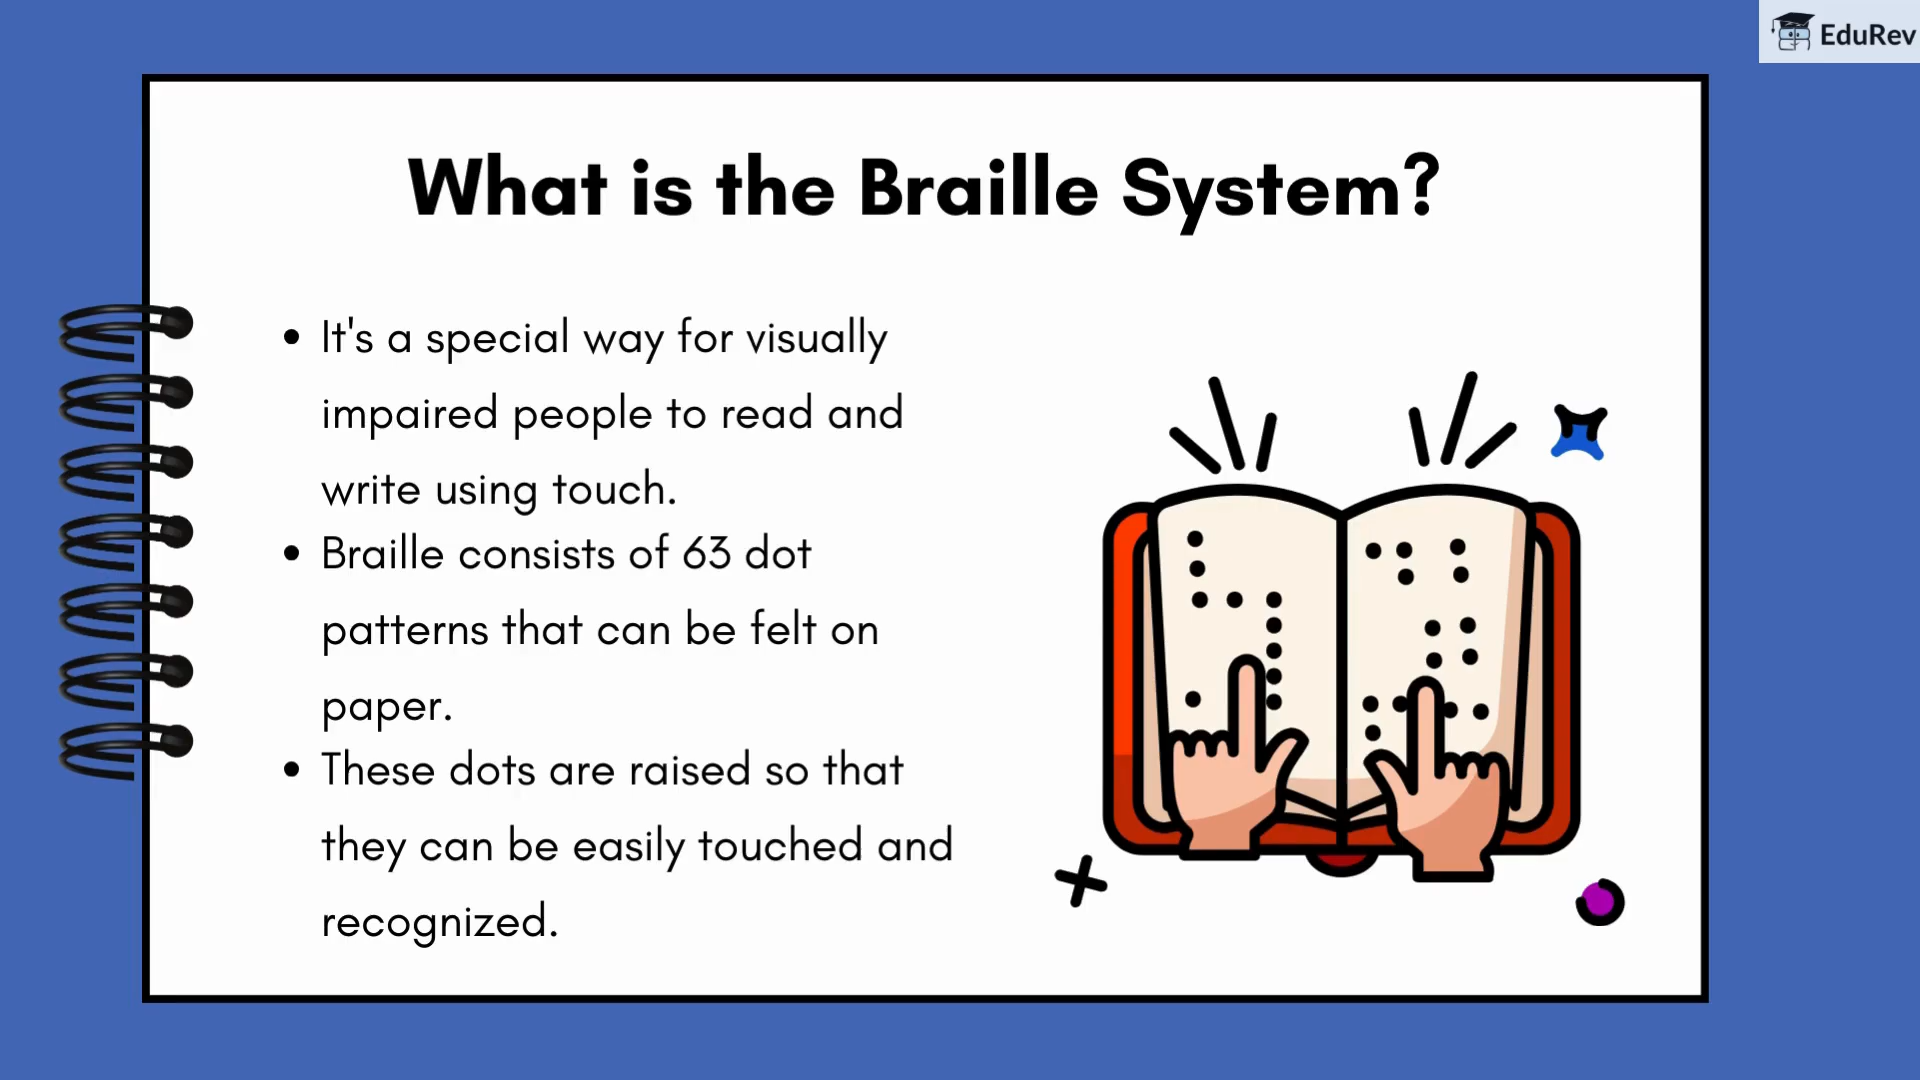 EduRev
What is the Braille System?
• It's a special way for visually
impaired people to read and
write using touch.
• Braille consists of 63 dot
patterns that can be felt on
paper.
• These dots are raised so that
they can be easily touched and
recognized.